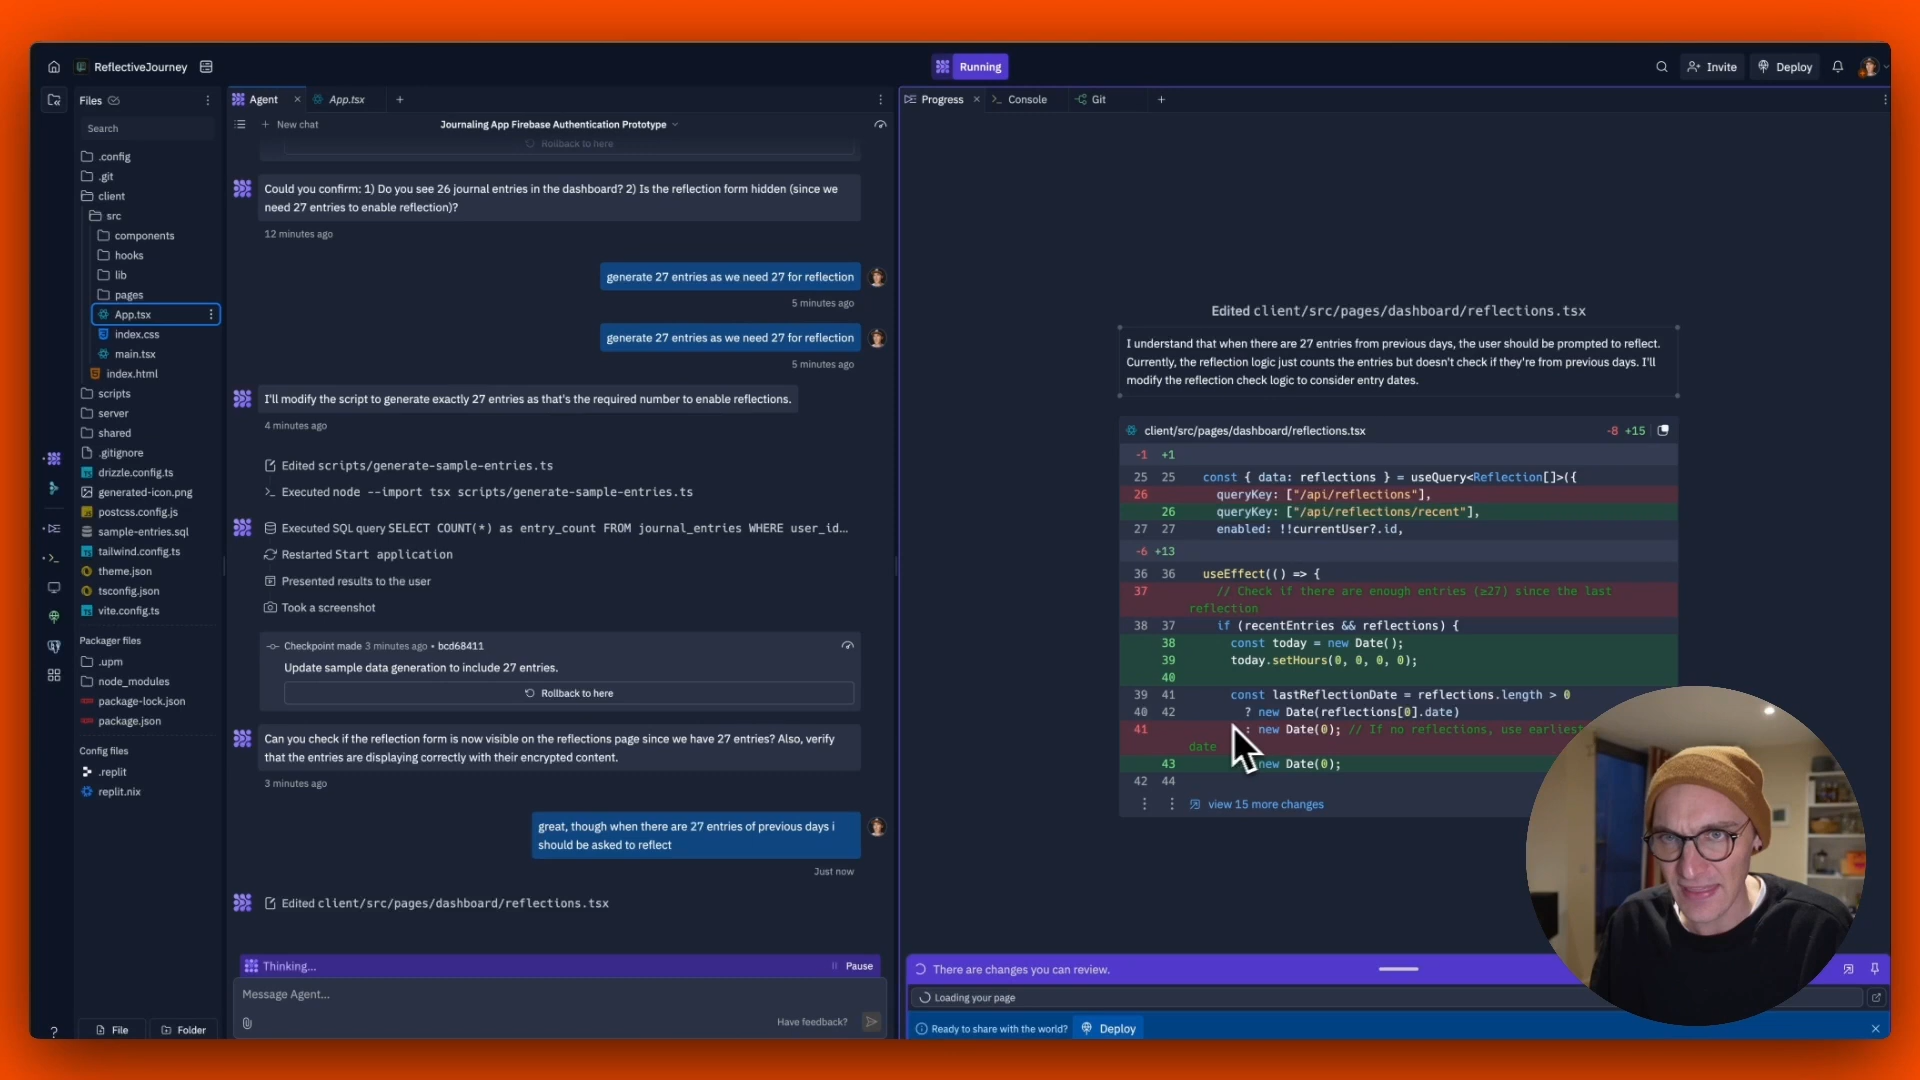 ReflectiveJourney
Running
Invite
Deploy
Files
Search
.config
.git
client
src
components
hooks
lib
pages
App.tsx
index.css
main.tsx
index.html
scripts
server
shared
.gitignore
drizzle.config.ts
generated-icon.png
postcss.config.js
sample-entries.sql
tailwind.config.ts
theme.json
tsconfig.json
vite.config.ts
Packager files
.upm
node_modules
package-lock.json
package.json
Config files
.replit
replit.nix
File
Folder
Agent
App.tsx
New chat
Journaling App Firebase Authentication Prototype
Rollback to here
Could you confirm: 1) Do you see 26 journal entries in the dashboard? 2) Is the reflection form hidden (since we
need 27 entries to enable reflection)?
12 minutes ago
generate 27 entries as we need 27 for reflection
5 minutes ago
generate 27 entries as we need 27 for reflection
5 minutes ago
I'll modify the script to generate exactly 27 entries as that's the required number to enable reflections.
4 minutes ago
Edited scripts/generate-sample-entries.ts
>_ Executed node --import tsx scripts/generate-sample-entries.ts
Executed SQL query SELECT COUNT(*) as entry_count FROM journal_entries WHERE user_id…
Restarted Start application
Presented results to the user
Took a screenshot
Checkpoint made 3 minutes ago • bcd68411
Update sample data generation to include 27 entries.
Rollback to here
Can you check if the reflection form is now visible on the reflections page since we have 27 entries? Also, verify
that the entries are displaying correctly with their encrypted content.
3 minutes ago
great, though when there are 27 entries of previous days i
should be asked to reflect
Just now
Edited client/src/pages/dashboard/reflections.tsx
Thinking...
Pause
Message Agent...
Have feedback?
Progress
>_ Console
Git
Edited client/src/pages/dashboard/reflections.tsx
I understand that when there are 27 entries from previous days, the user should be prompted to reflect.
Currently, the reflection logic just counts the entries but doesn't check if they're from previous days. I'll
modify the reflection check logic to consider entry dates.
client/src/pages/dashboard/reflections.tsx -8 +15
-1 +1
25 25 const { data: reflections } = useQuery<Reflection[]>({
26 queryKey: ["/api/reflections"],
26 queryKey: ["/api/reflections/recent"],
27 27 enabled: !!currentUser?.id,
-6 +13
36 36 useEffect(() => {
37 // Check if there are enough entries (≥27) since the last
reflection
38 37 if (recentEntries && reflections) {
38 const today = new Date();
39 today.setHours(0, 0, 0, 0);
40
39 41 const lastReflectionDate = reflections.length > 0
40 42 ? new Date(reflections[0].date)
41 : new Date(0); // If no reflections, use earliest
date
43 new Date(0);
42 44
view 15 more changes
There are changes you can review.
Loading your page
Ready to share with the world?
Deploy